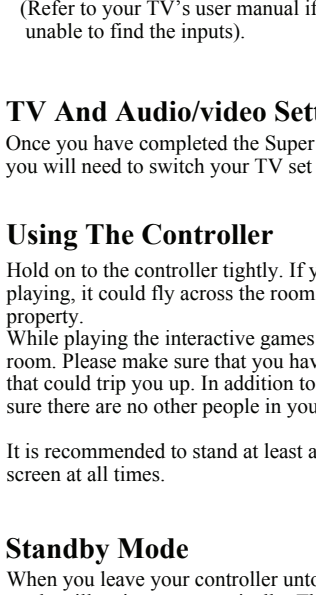 (Refer to your TV's user manual if
unable to find the inputs).
TV And Audio/video
Once you have completed the Super
you will need to switch your TV set
Using The Controller
Hold on to the controller tightly. If
playing, it could fly across the room
property.
While playing the interactive games
room. Please make sure that you
that could trip you up. In addition to
sure there are no other people in
It is recommended to stand at least a
screen at all times.
Standby Mode
When you leave your controller